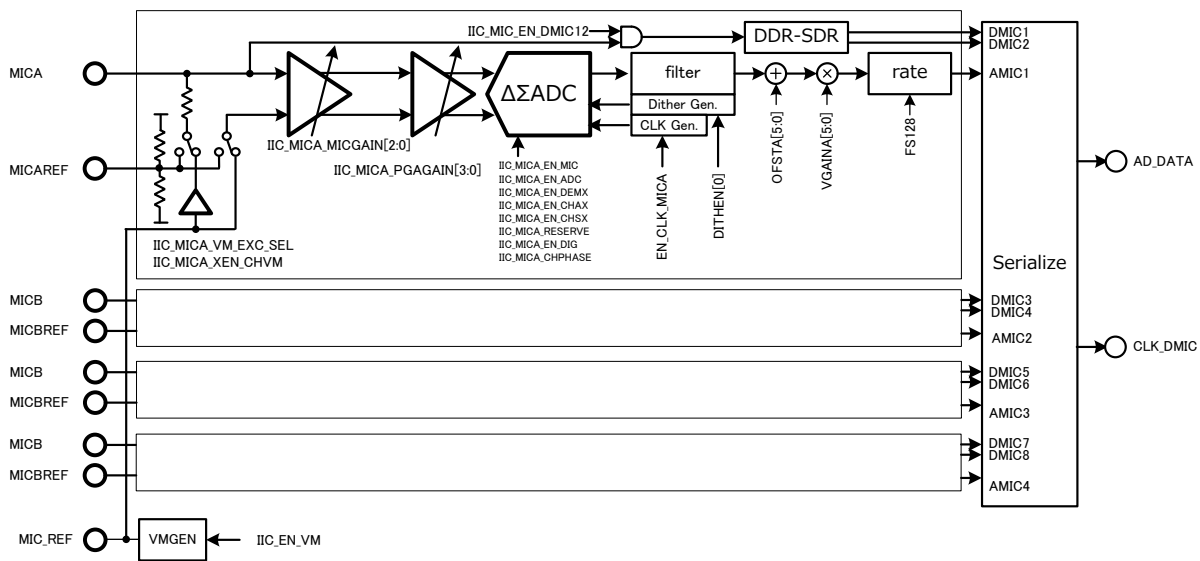 IIC_MIC_EN_DMIC12
DDR-SDR
DMIC1
DMIC2
MICA
ΔΣADC
filter
rate
AMIC1
Dither Gen.
CLK Gen.
IIC_MICA_MICGAIN[2:0]
IIC_MICA_PGAGAIN[3:0]
MICAREF
IIC_MICA_EN_MIC
IIC_MICA_EN_ADC
IIC_MICA_EN_DEMX
IIC_MICA_EN_CHAX
IIC_MICA_EN_CHSX
IIC_MICA_RESERVE
IIC_MICA_EN_DIG
IIC_MICA_CHPHASE
EN_CLK_MICA
DITHEN[0]
OFSTA[5:0]
VGAINA[5:0]
FS128
AD_DATA
IIC_MICA_VM_EXC_SEL
IIC_MICA_XEN_CHVM
Serialize
MICB
DMIC3
DMIC4
MICBREF
AMIC2
CLK_DMIC
MICB
DMIC5
DMIC6
MICBREF
AMIC3
MICB
DMIC7
DMIC8
MICBREF
AMIC4
MIC_REF
VMGEN
IIC_EN_VM